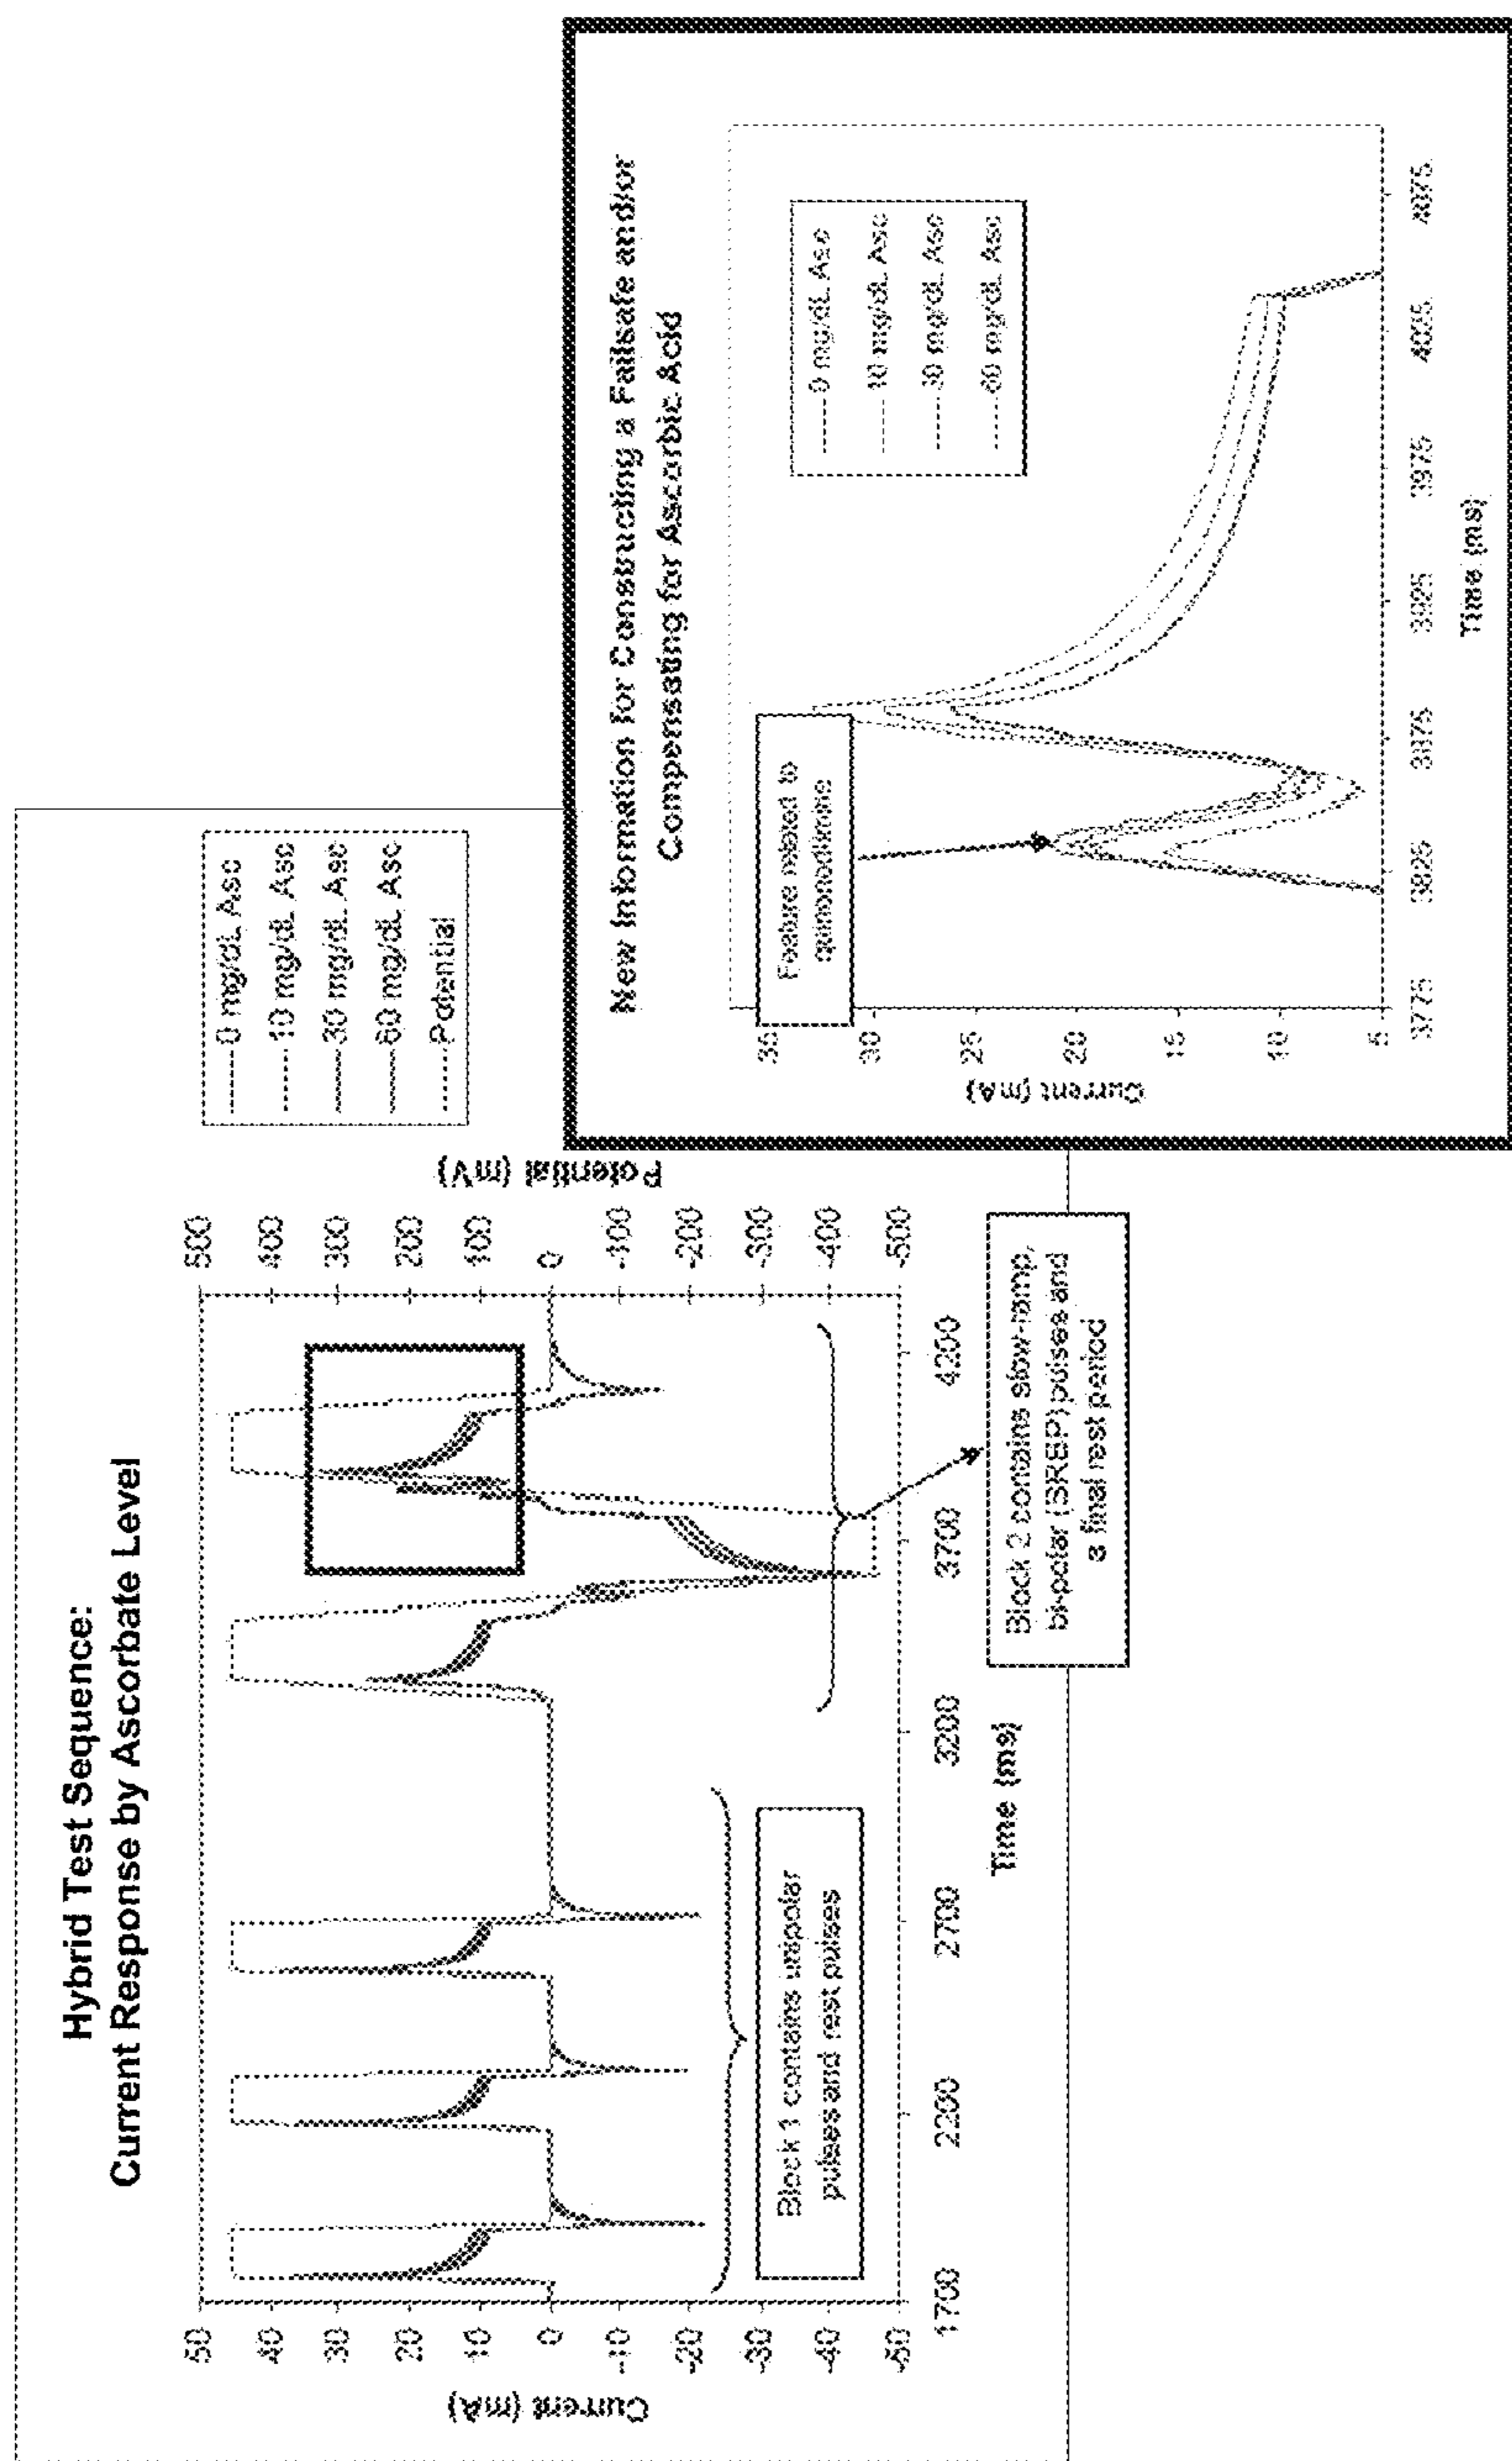 Hybrid Test Sequence:
Current Response by Ascorbate Level
0 mg/dL Asc
10 mg/dL Asc
30 mg/dL Asc
60 mg/dL Asc
Potential
Current (mA)
50
40
30
20
10
0
-10
-20
-30
-40
-50
Potential (mV)
500
400
300
200
100
0
-100
-200
-300
-400
-500
1700
2200
2700
3200
3700
4200
Time (ms)
Block 1 contains unipolar
pulses and rest pulses
Block 2 contains slow-ramp,
bi-polar (SREP) pulses and
a final rest period
New Information for Constructing a Failsafe and/or
Compensating for Ascorbic Acid
Feature related to
quinonediimine
0 mg/dL Asc
10 mg/dL Asc
30 mg/dL Asc
60 mg/dL Asc
Current (mA)
35
30
25
20
15
10
5
3775
3825
3875
3925
3975
4025
4075
Time (ms)